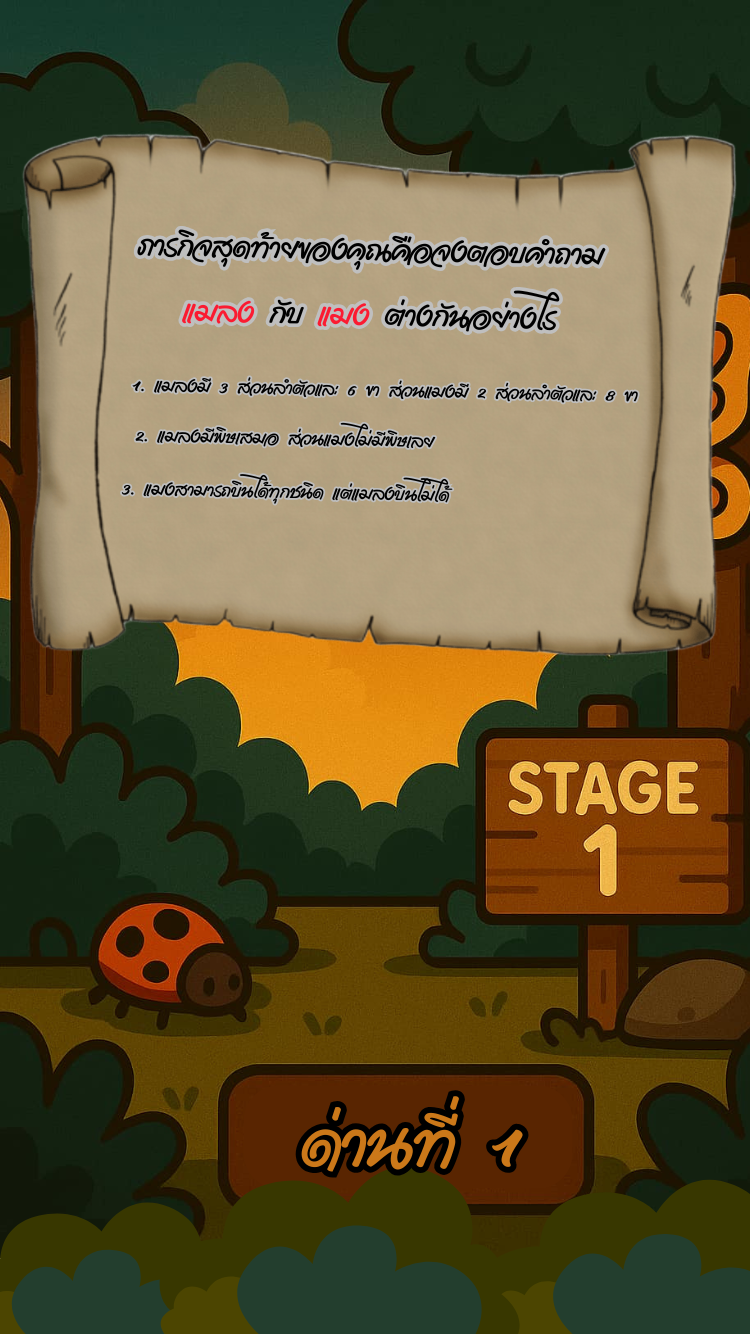 ภารกิจสุดท้ายของคุณคือจงตอบคำถาม
แมลง กับ แมง ต่างกันอย่างไร
1. แมลงมี 3 ส่วนลำตัวและ 6 ขา ส่วนแมงมี 2 ส่วนลำตัวและ 8 ขา
2. แมลงมีพิษเสมอ ส่วนแมงไม่มีพิษเลย
3. แมงสามารถบินได้ทุกชนิด แต่แมลงบินไม่ได้
STAGE
1
ด่านที่ 1